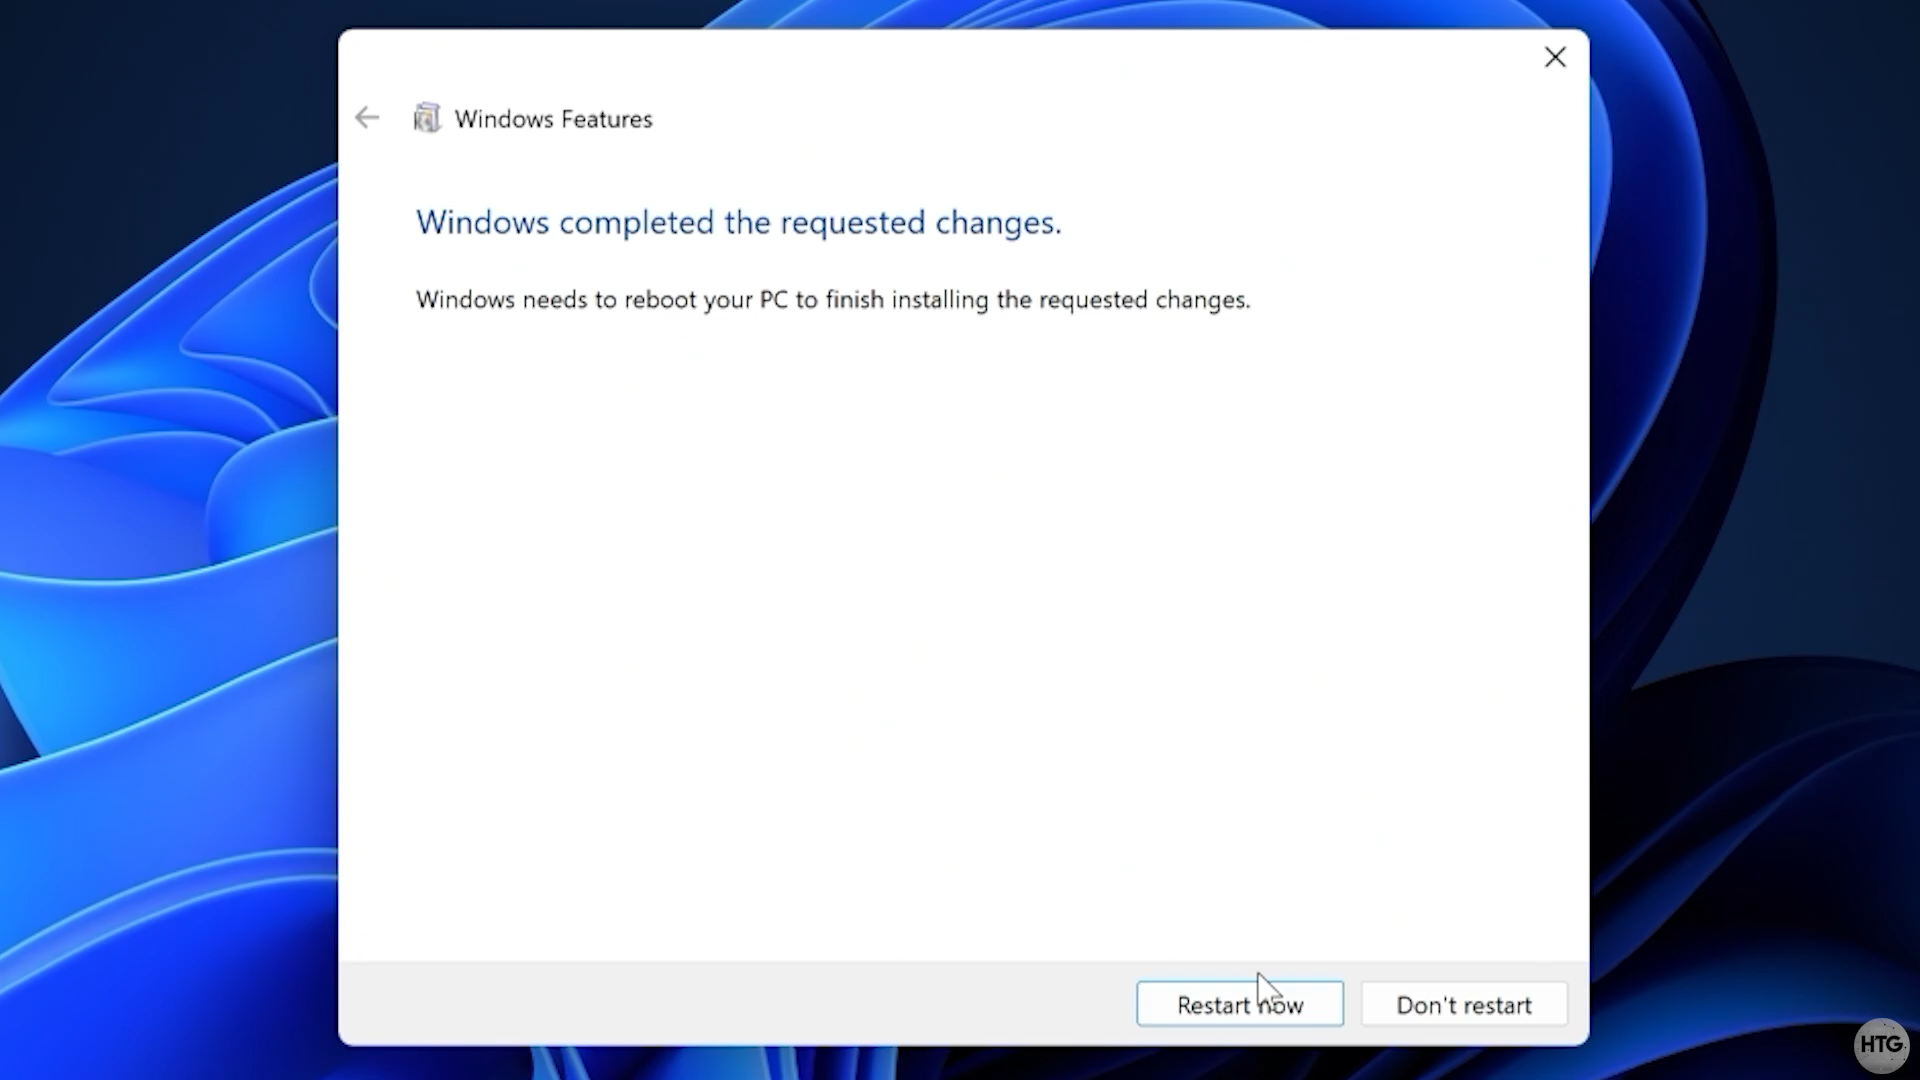 Windows Features
Windows completed the requested changes.
Windows needs to reboot your PC to finish installing the requested changes.
Restart now
Don't restart
HTG